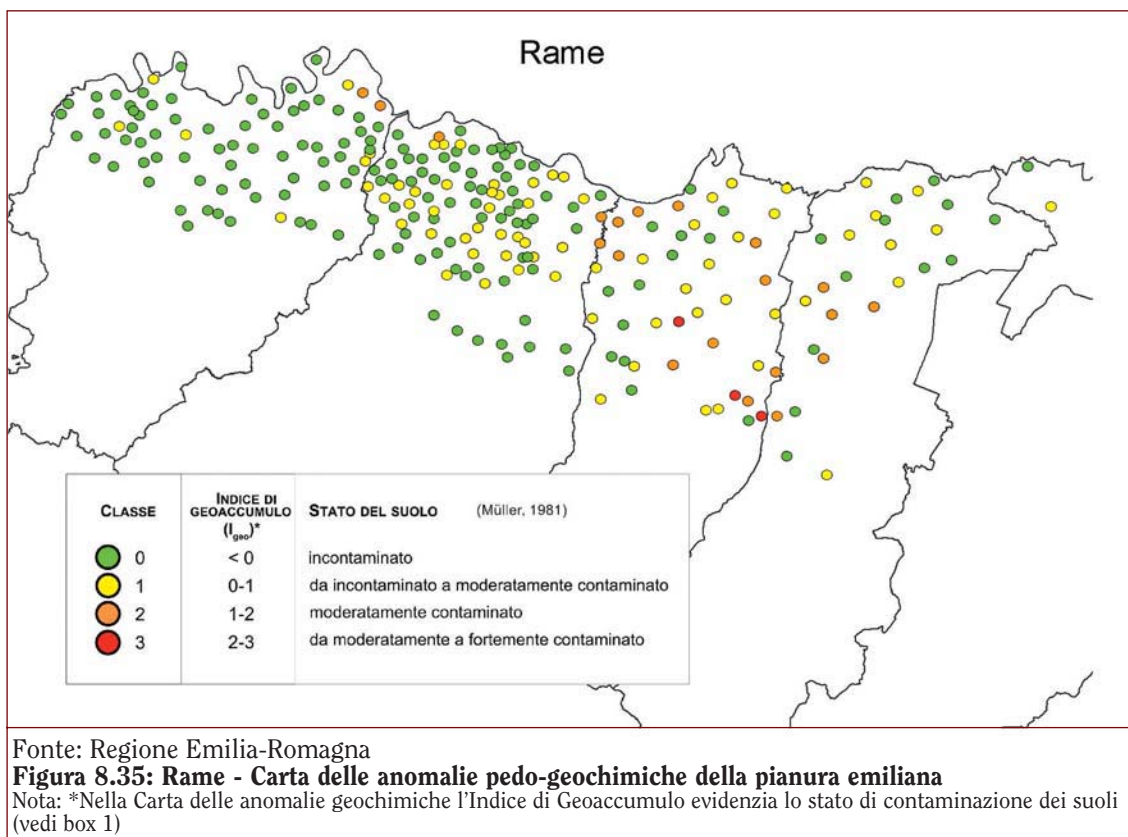 Rame
CLASSE INDICE DI GEOACCUMULO (Igeo)* STATO DEL SUOLO (Müller, 1981)
0 < 0 incontaminato
1 0-1 da incontaminato a moderatamente contaminato
2 1-2 moderatamente contaminato
3 2-3 da moderatamente a fortemente contaminato
Fonte: Regione Emilia-Romagna
Figura 8.35: Rame - Carta delle anomalie pedo-geochimiche della pianura emiliana
Nota: *Nella Carta delle anomalie geochimiche l'Indice di Geoaccumulo evidenzia lo stato di contaminazione dei suoli
(vedi box 1)